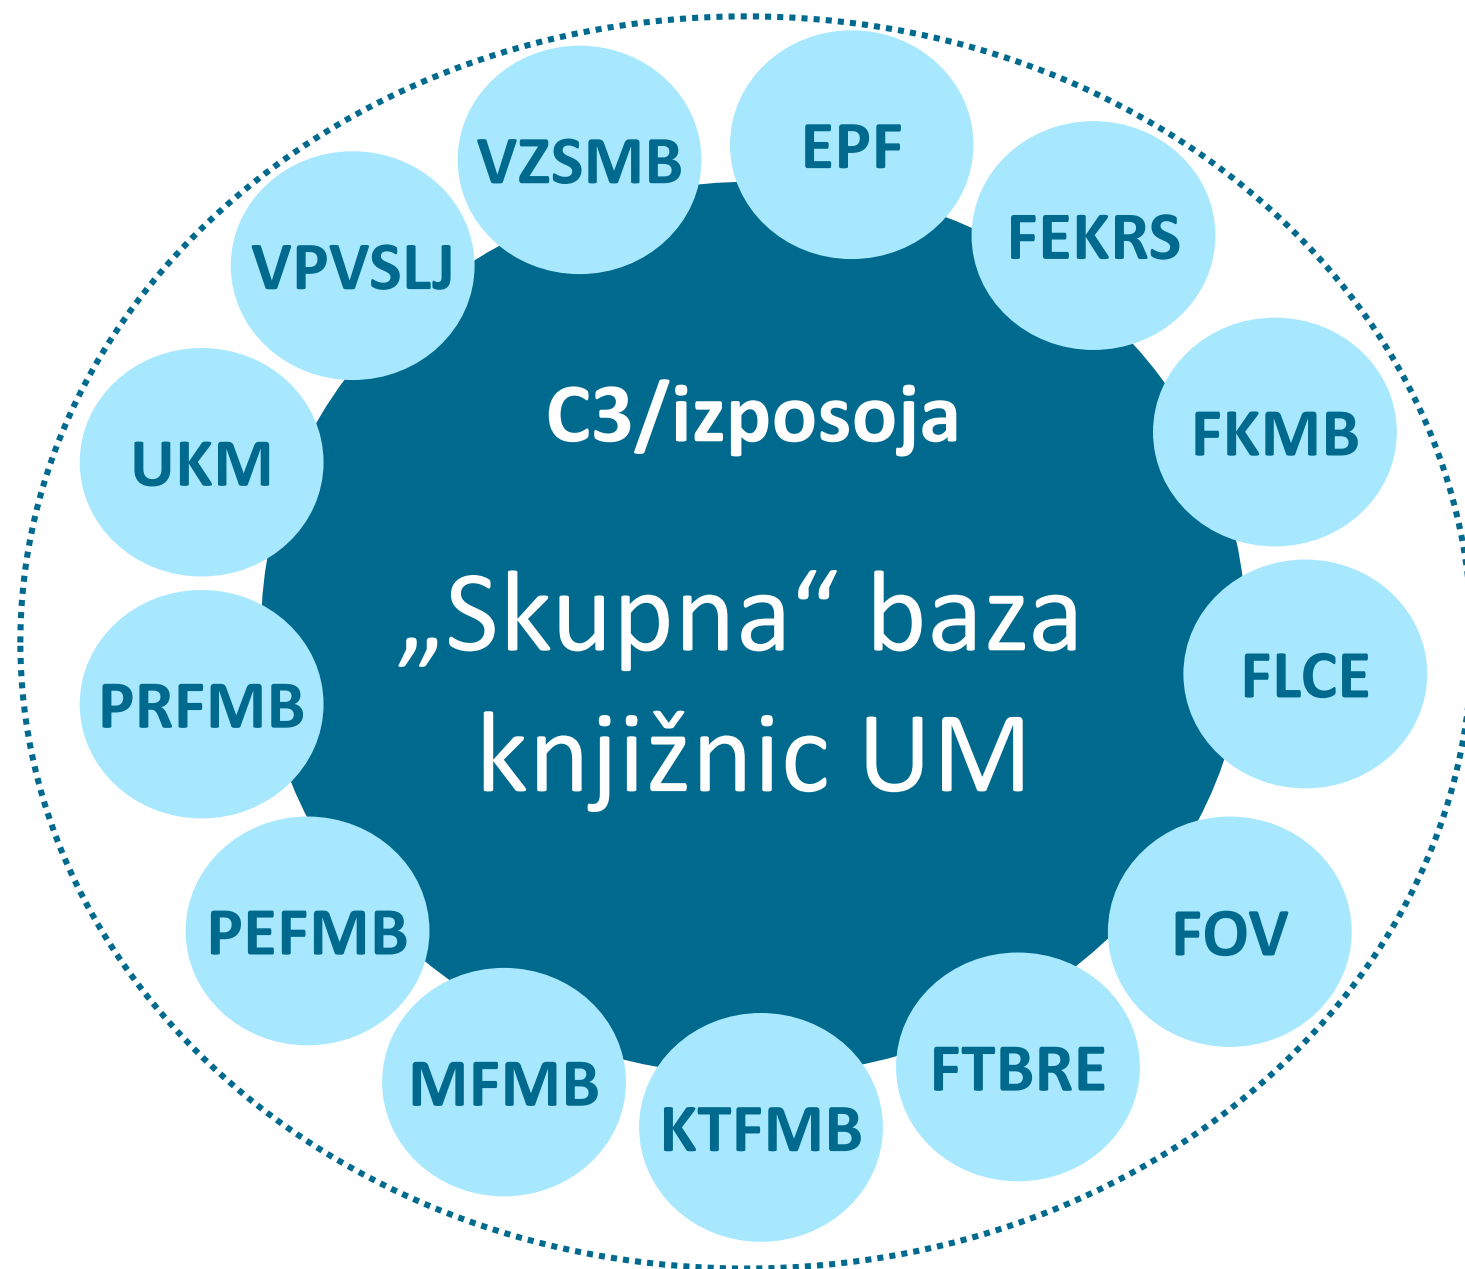 VZSMB
EPF
VPVSLJ
FEKRS
C3/izposoja
UKM
FKMB
„Skupna“ baza
knjižnic UM
PRFMB
FLCE
PEFMB
FOV
MFMB
FTBRE
KTFMB